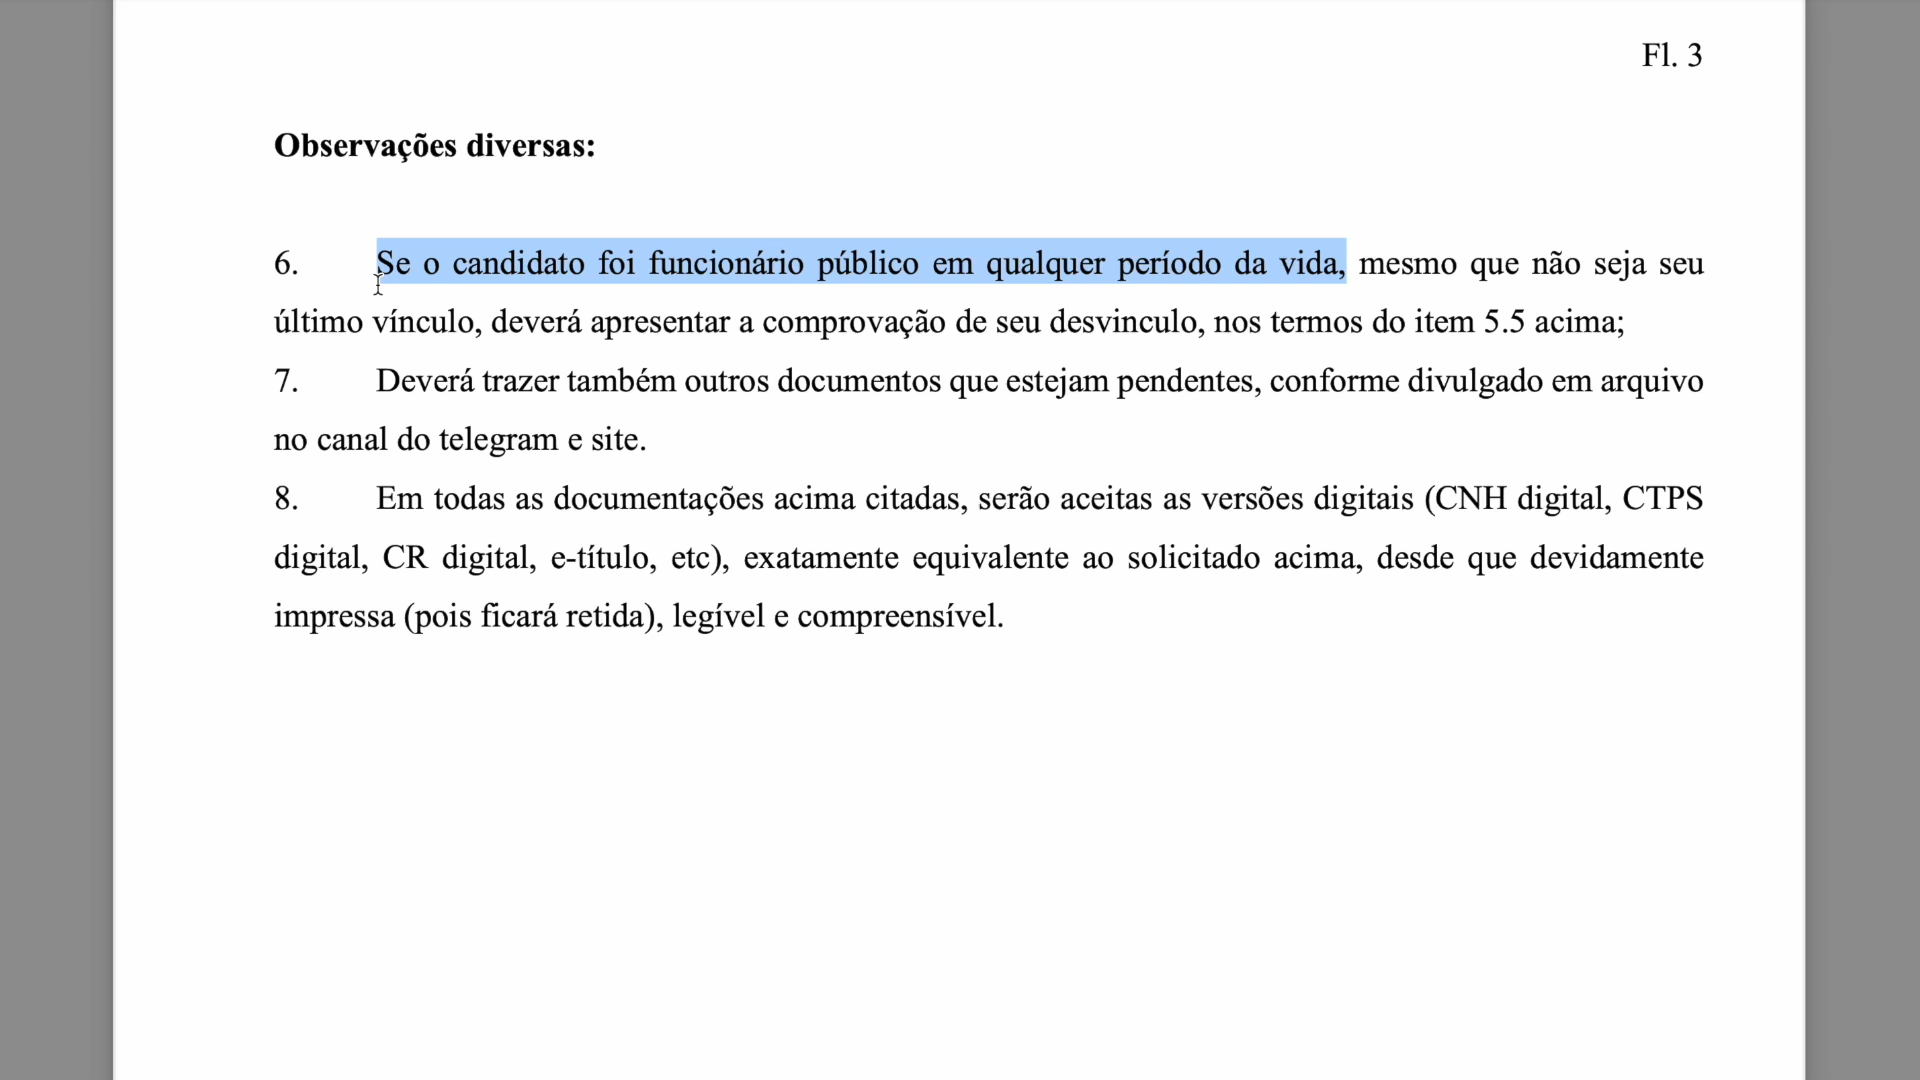 Fl. 3
Observações diversas:
6. Se o candidato foi funcionário público em qualquer período da vida, mesmo que não seja seu
último vínculo, deverá apresentar a comprovação de seu desvinculo, nos termos do item 5.5 acima;
7. Deverá trazer também outros documentos que estejam pendentes, conforme divulgado em arquivo
no canal do telegram e site.
8. Em todas as documentações acima citadas, serão aceitas as versões digitais (CNH digital, CTPS
digital, CR digital, e-título, etc), exatamente equivalente ao solicitado acima, desde que devidamente
impressa (pois ficará retida), legível e compreensível.